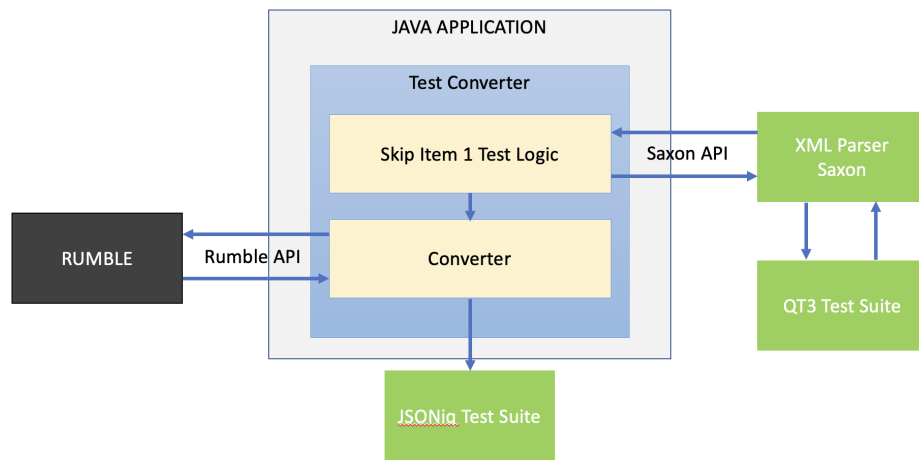 JAVA APPLICATION
Test Converter
Skip Item 1 Test Logic
Saxon API
XML Parser
Saxon
RUMBLE
Rumble API
Converter
QT3 Test Suite
JSONiq Test Suite